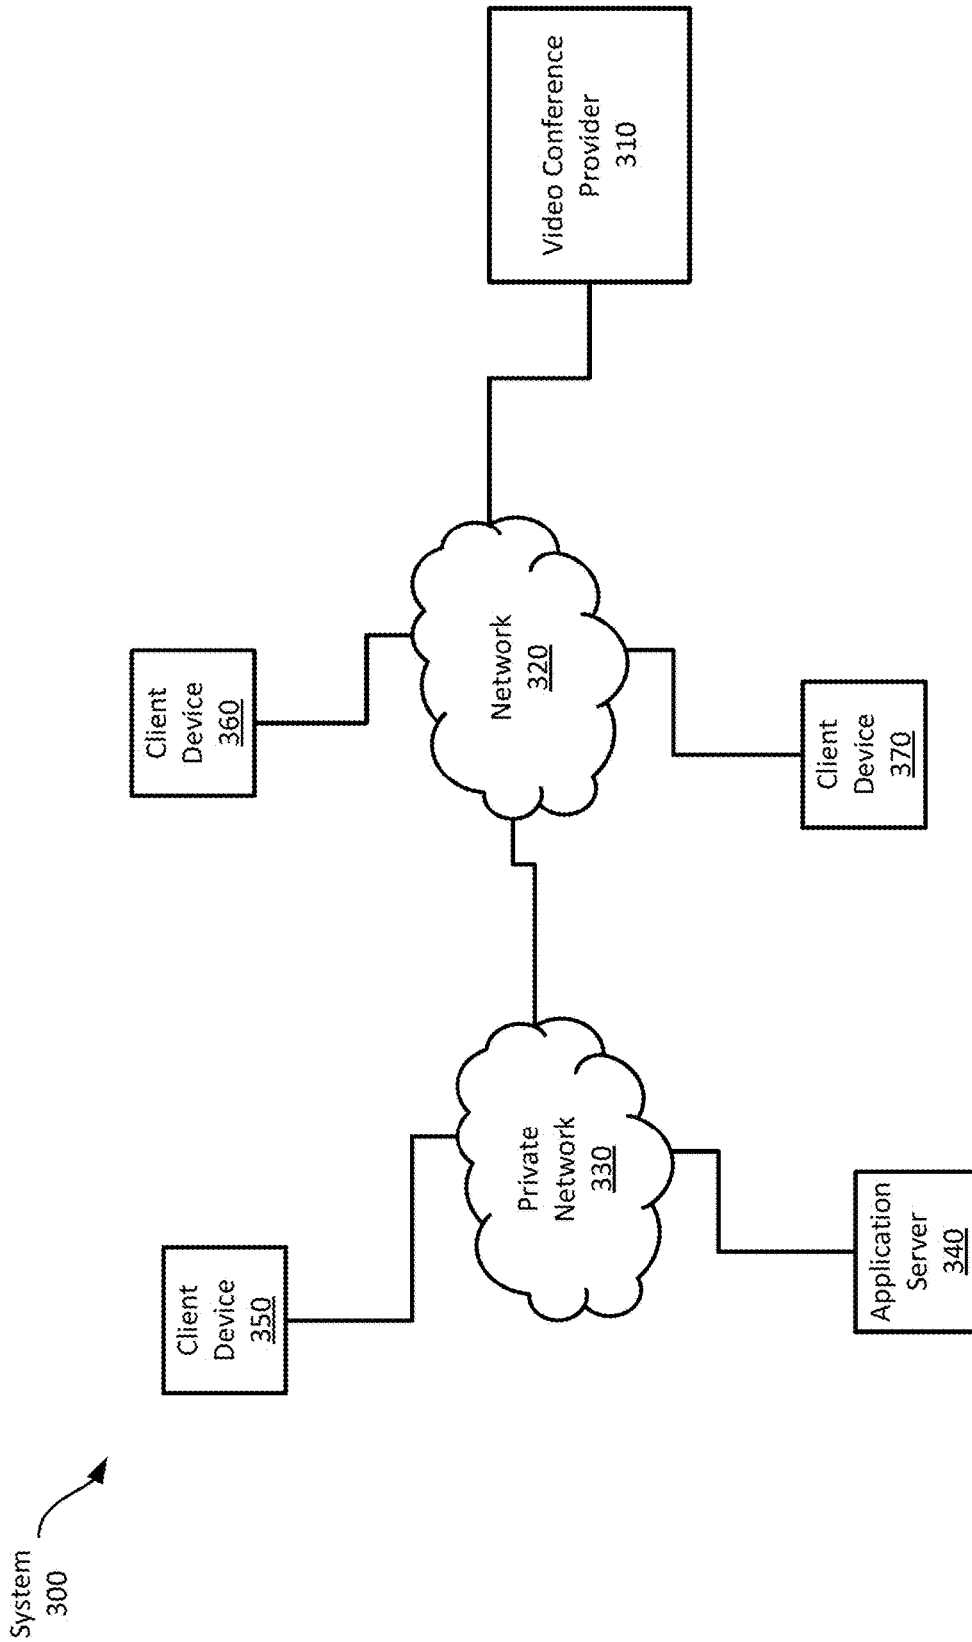 System
300
Client
Device
350
Client
Device
360
Private
Network
330
Network
320
Video Conference
Provider
310
Application
Server
340
Client
Device
370